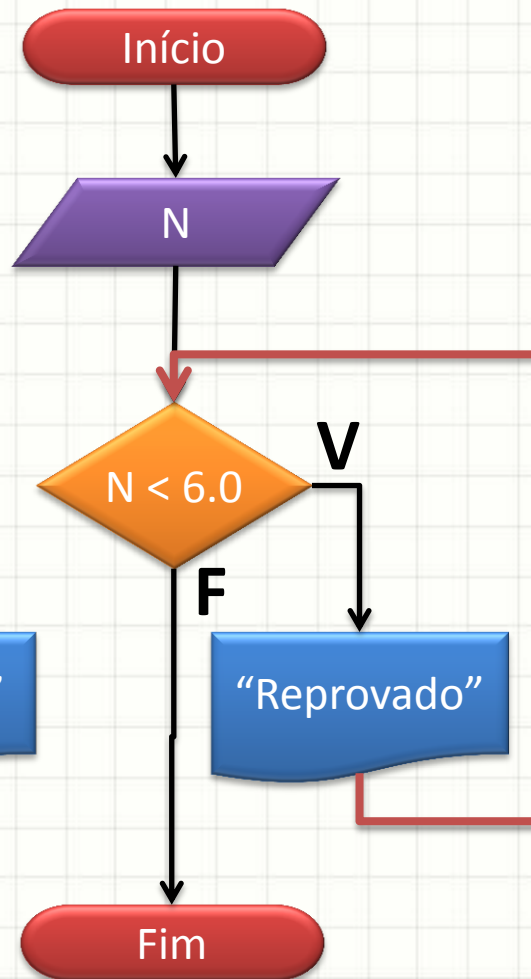 Início
N
N < 6.0
V
F
”
“Reprovado”
Fim